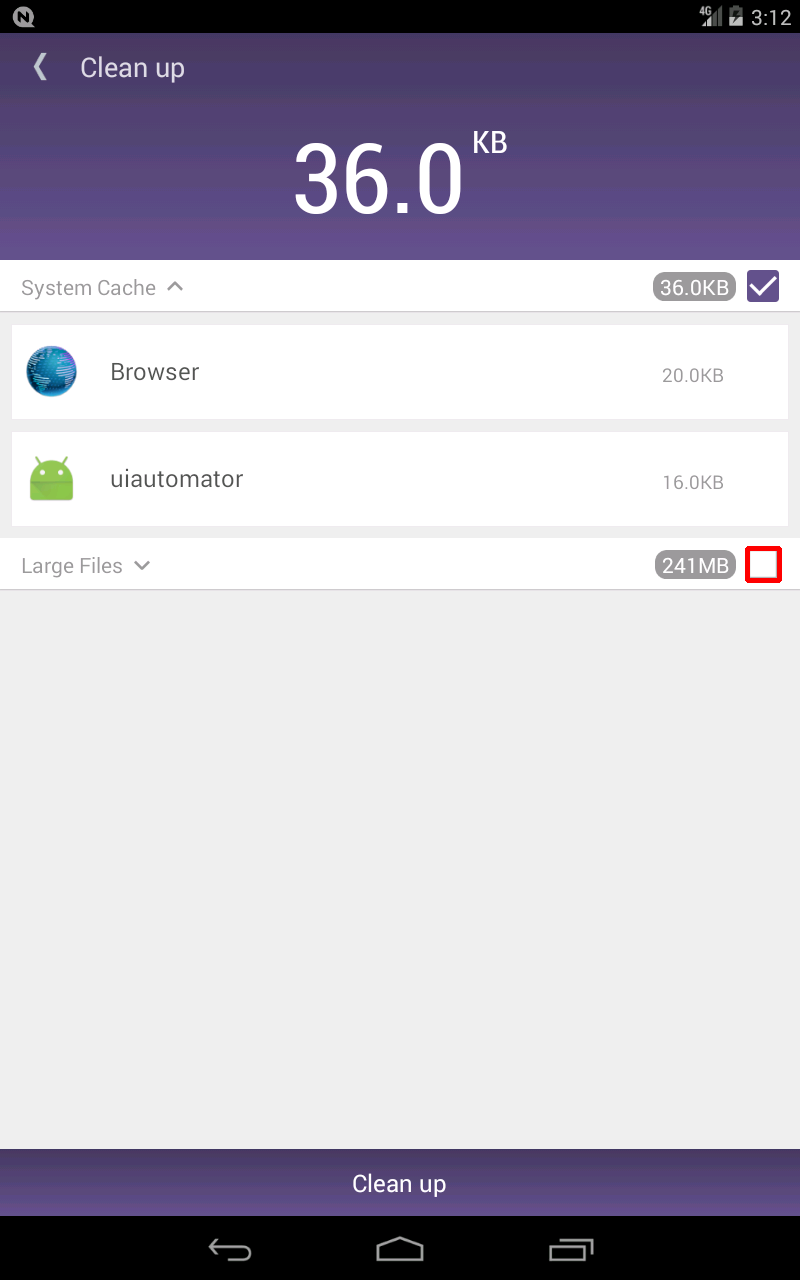 4G 3:12
Clean up
36.0 KB
System Cache 36.0KB
Browser 20.0KB
uiautomator 16.0KB
Large Files 241MB
Clean up